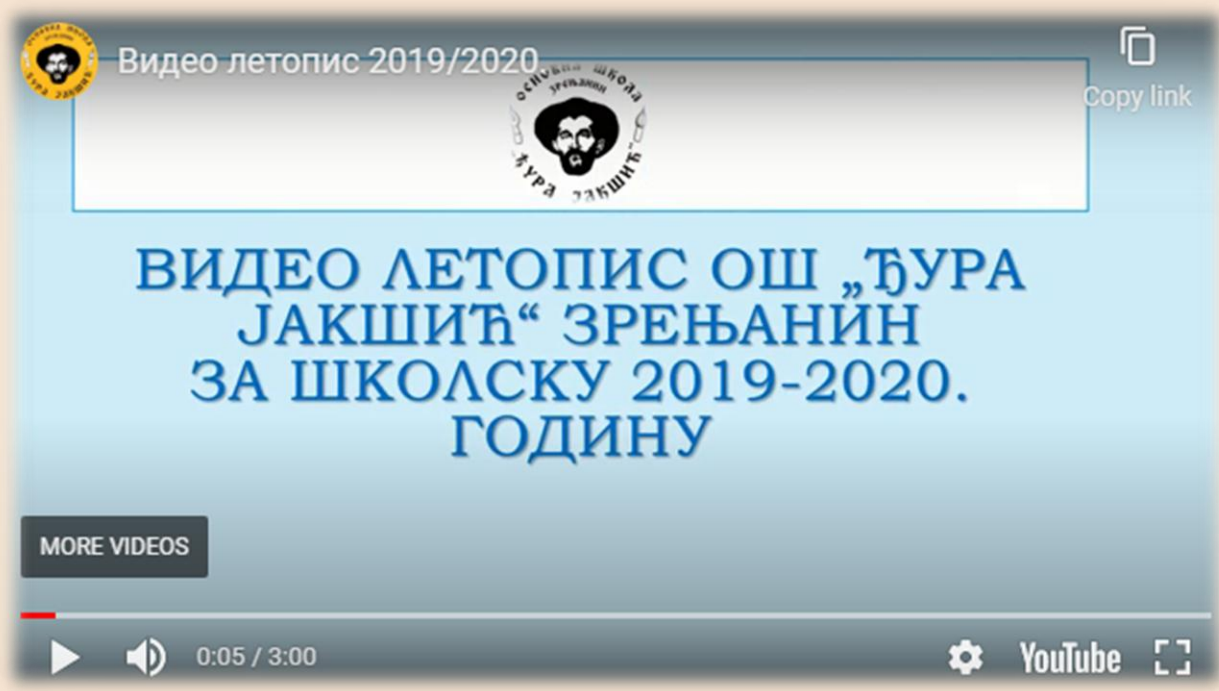 Видео летопис 2019/2020.
Copy link
ОСНОВНА ШКОЛА
ЗРЕЊАНИН
"ЂУРА ЈАКШИЋ"
ВИДЕО ЛЕТОПИС ОШ „ЂУРА
ЈАКШИЋ“ ЗРЕЊАНИН
ЗА ШКОЛСКУ 2019-2020.
ГОДИНУ
MORE VIDEOS
0:05 / 3:00
YouTube